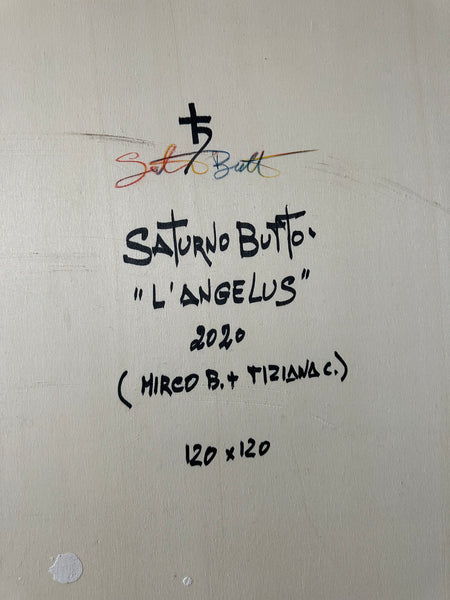 ♄
Saturno Butto
SATURNO BUTTO.
"L'ANGELUS"
2020
(MIRCO B. + TIZIANA C.)
120 x 120